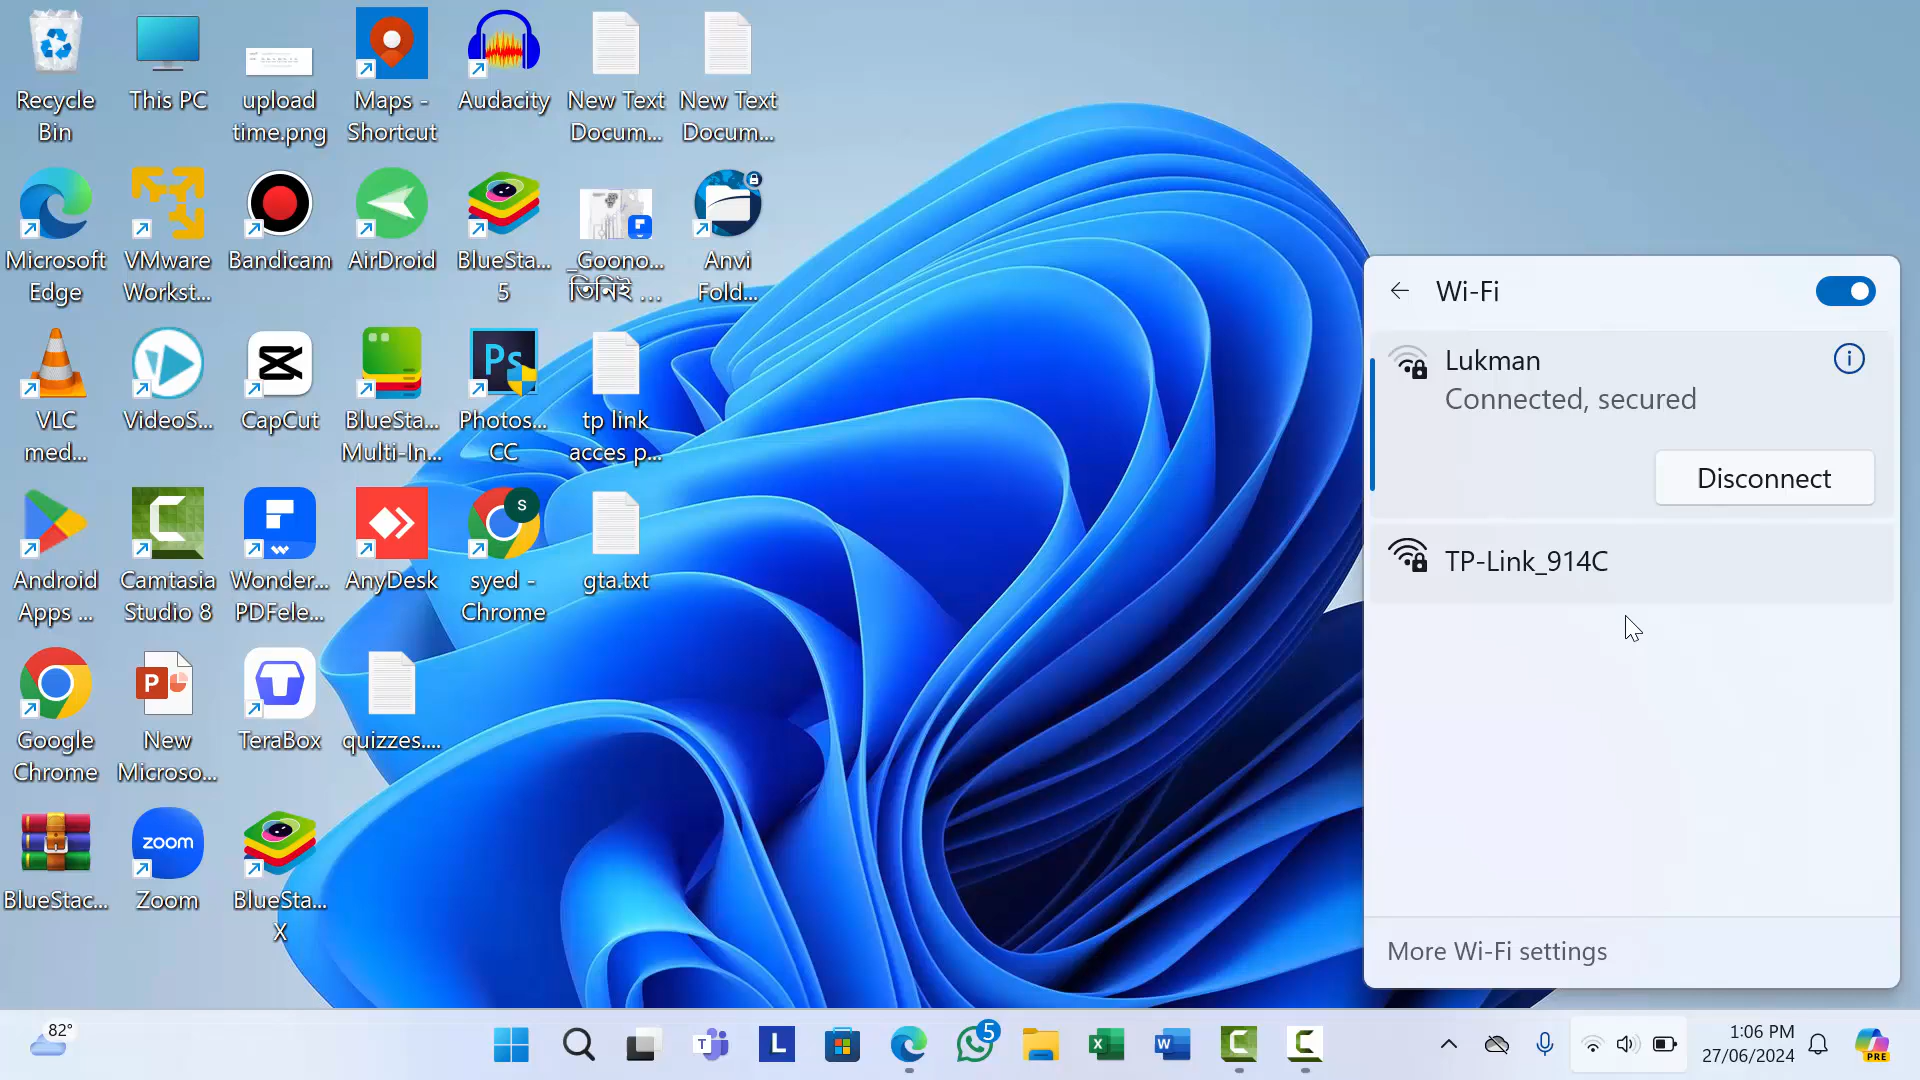 Recycle
Bin
This PC
upload
time.png
Maps -
Shortcut
Audacity
New Text
Docum...
New Text
Docum...
Microsoft
Edge
VMware
Workst...
Bandicam
AirDroid
BlueSta...
5
_Goono...
তিনিই ...
Anvi
Fold...
VLC
med...
VideoS...
CapCut
BlueSta...
Multi-In...
Ps
Photos...
CC
tp link
acces p...
Android
Apps ...
Camtasia
Studio 8
Wonder...
PDFele...
AnyDesk
S
syed -
Chrome
gta.txt
Google
Chrome
P
New
Microso...
TeraBox
quizzes....
BlueStac...
zoom
Zoom
BlueSta...
X
Wi-Fi
Lukman
Connected, secured
Disconnect
TP-Link_914C
More Wi-Fi settings
82°
T
L
5
X
W
1:06 PM
27/06/2024
PRE